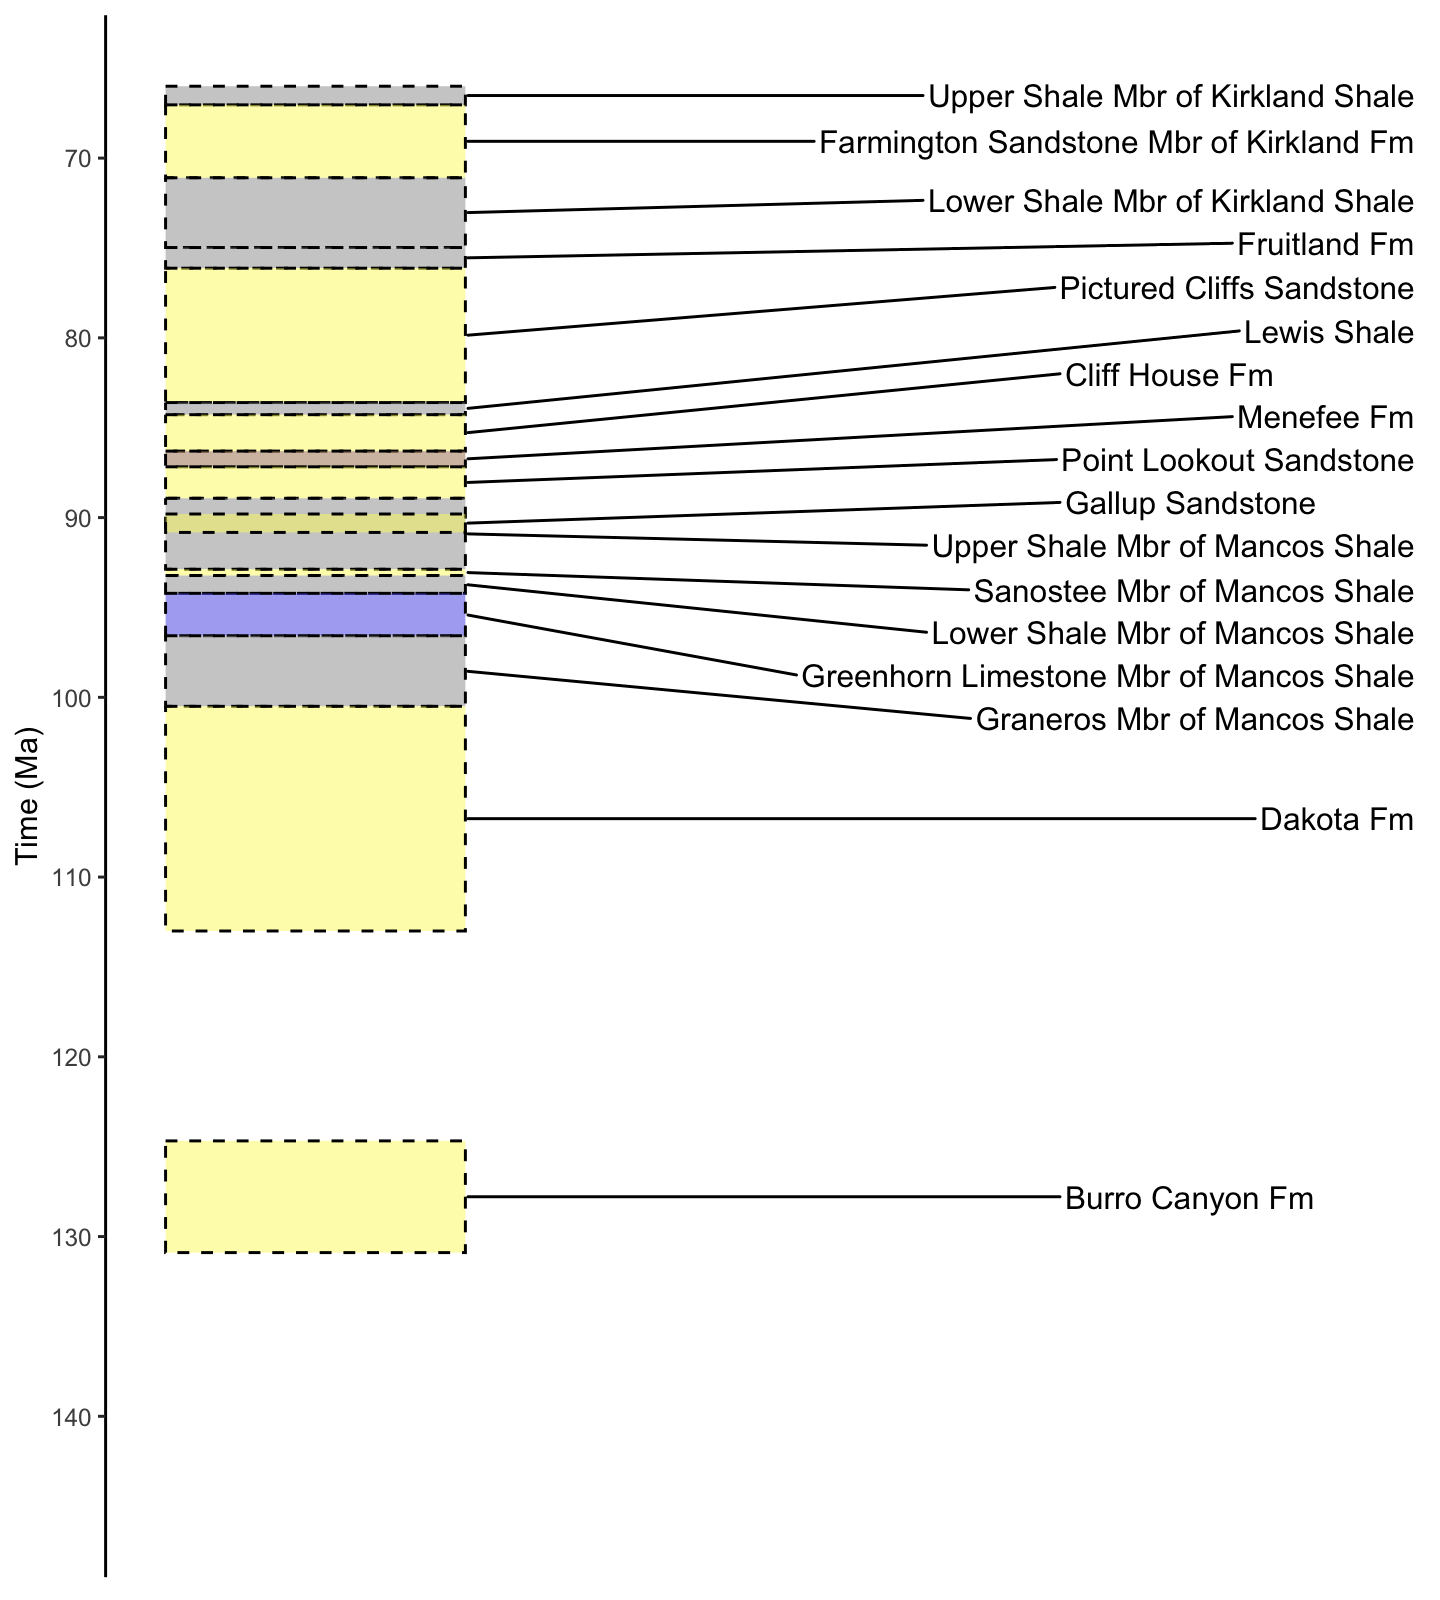 Upper Shale Mbr of Kirkland Shale
Farmington Sandstone Mbr of Kirkland Fm
70
Lower Shale Mbr of Kirkland Shale
Fruitland Fm
Pictured Cliffs Sandstone
Lewis Shale
80
Cliff House Fm
Menefee Fm
Point Lookout Sandstone
Gallup Sandstone
90
Upper Shale Mbr of Mancos Shale
Sanostee Mbr of Mancos Shale
Lower Shale Mbr of Mancos Shale
Greenhorn Limestone Mbr of Mancos Shale
100
Graneros Mbr of Mancos Shale
Time (Ma)
Dakota Fm
110
120
Burro Canyon Fm
130
140